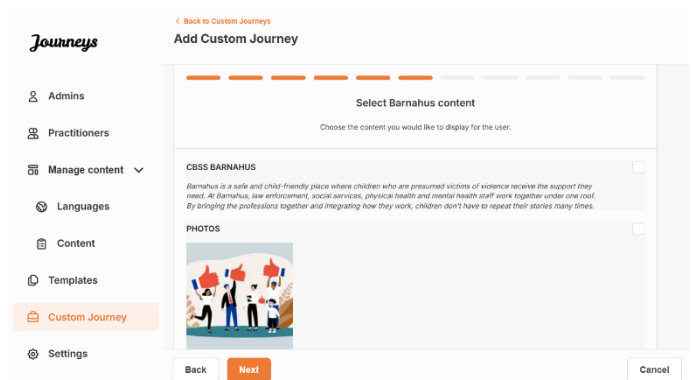 Journeys
Admins
Practitioners
Manage content
Languages
Content
Templates
Custom Journey
Settings
< Back to Custom Journeys
Add Custom Journey
Select Barnahus content
Choose the content you would like to display for the user.
CBSS BARNAHUS
Barnahus is a safe and child-friendly place where children who are presumed victims of violence receive the support they
need. At Barnahus, law enforcement, social services, physical health and mental health staff work together under one roof.
By bringing the professions together and integrating how they work, children don't have to repeat their stories many times.
PHOTOS
Back
Next
Cancel